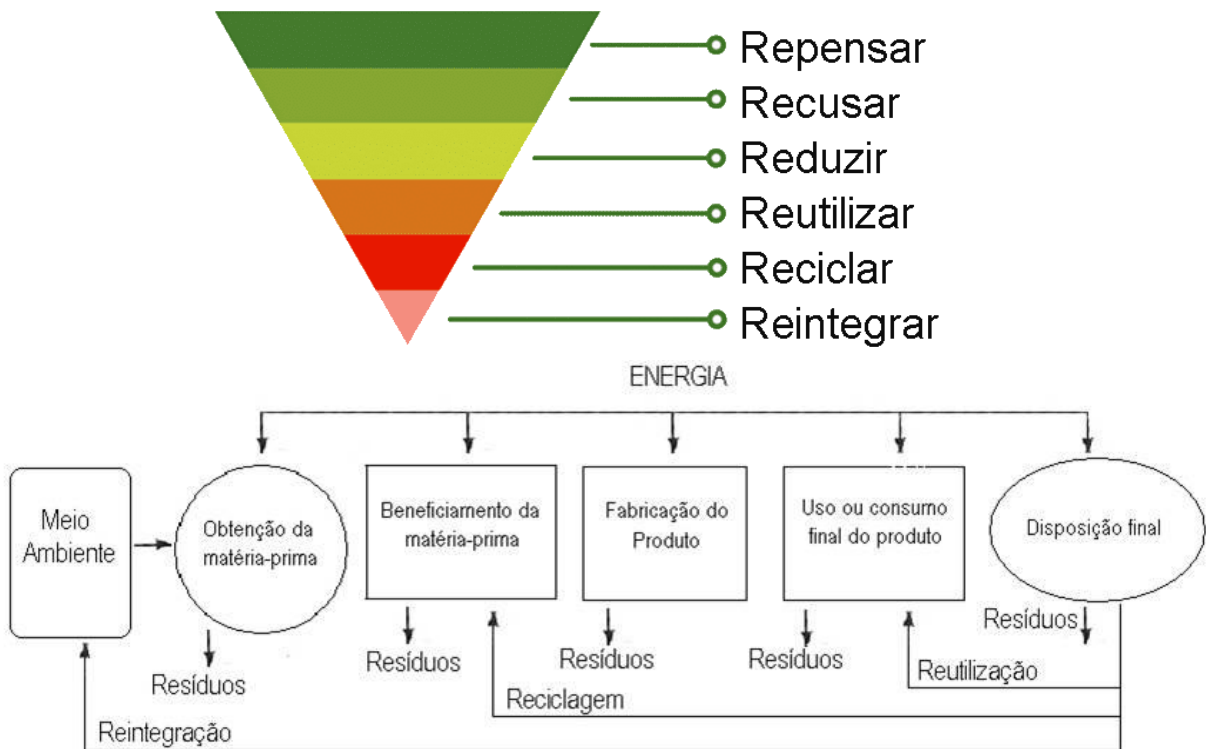 Repensar
Recusar
Reduzir
Reutilizar
Reciclar
Reintegrar
ENERGIA
Meio
Ambiente
Obtenção da
matéria-prima
Beneficiamento da
matéria-prima
Fabricação do
Produto
Uso ou consumo
final do produto
Disposição final
Resíduos
Resíduos
Resíduos
Resíduos
Resíduos
Reutilização
Reciclagem
Reintegração